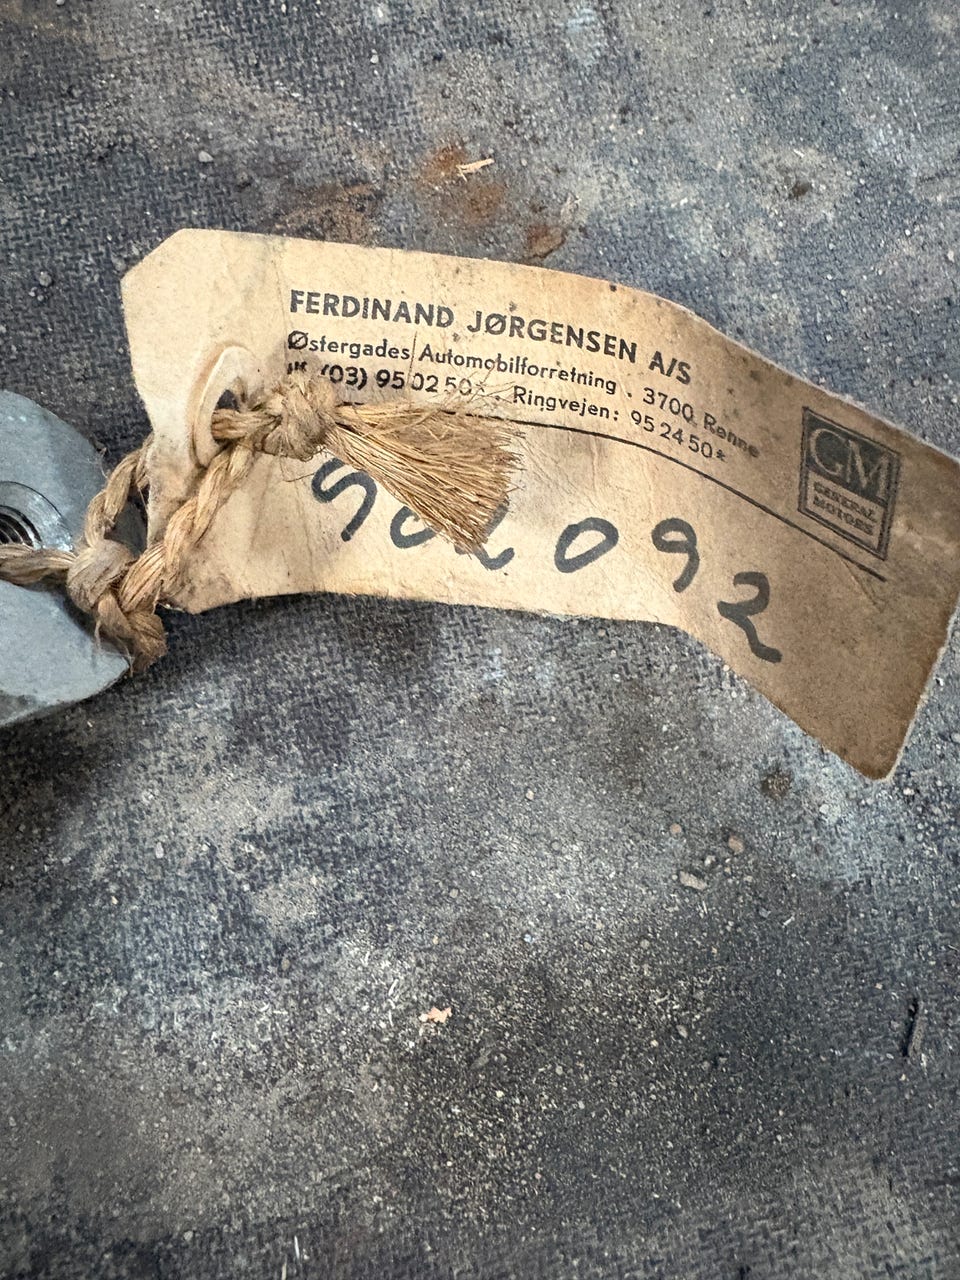 FERDINAND JØRGENSEN A/S
Østergades Automobilforretning . 3700 Rønne
(03) 95 02 50* . Ringvejen: 95 24 50*
GM
GENERAL
MOTORS
092